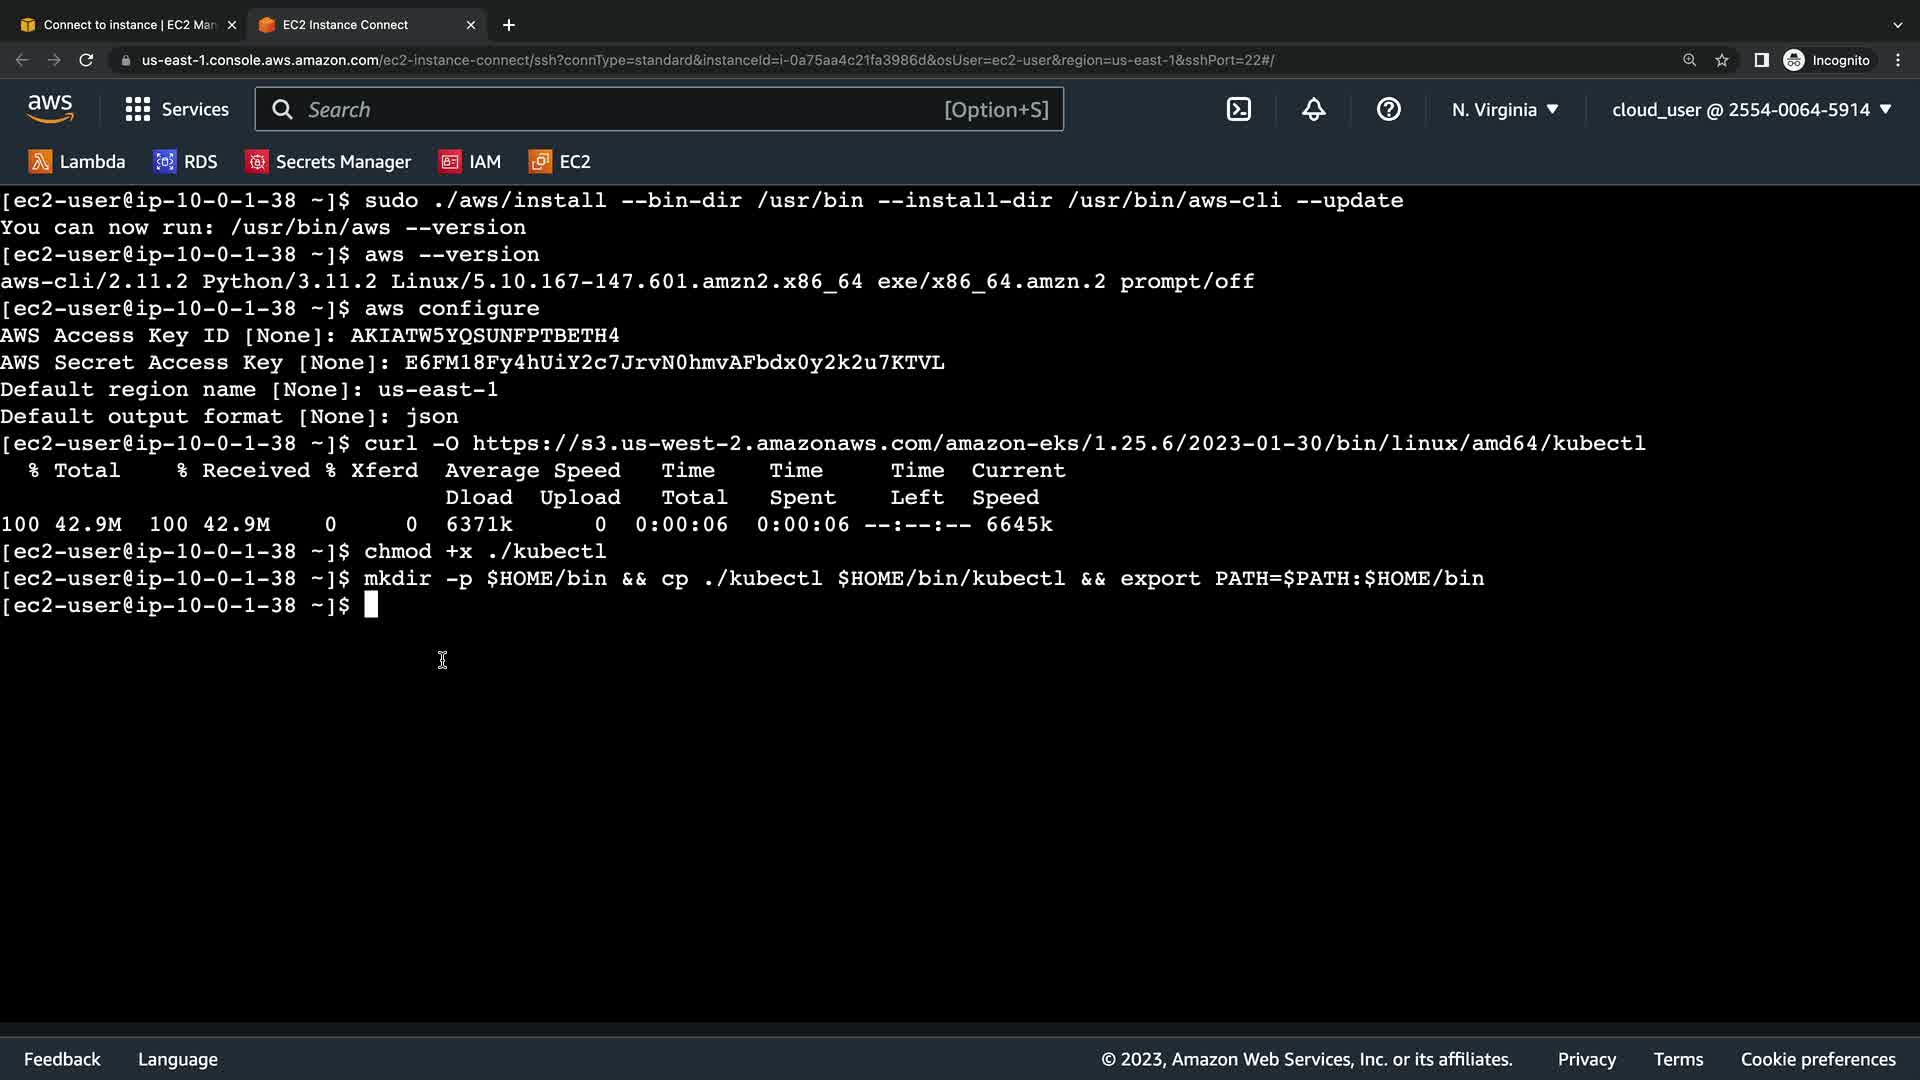 Connect to instance | EC2 Man
EC2 Instance Connect
us-east-1.console.aws.amazon.com/ec2-instance-connect/ssh?connType=standard&instanceId=i-0a75aa4c21fa3986d&osUser=ec2-user&region=us-east-1&sshPort=22#/
Incognito
aws
Services
Search
[Option+S]
N. Virginia
cloud_user @ 2554-0064-5914
Lambda
RDS
Secrets Manager
IAM
EC2
[ec2-user@ip-10-0-1-38 ~]$ sudo ./aws/install --bin-dir /usr/bin --install-dir /usr/bin/aws-cli --update
You can now run: /usr/bin/aws --version
[ec2-user@ip-10-0-1-38 ~]$ aws --version
aws-cli/2.11.2 Python/3.11.2 Linux/5.10.167-147.601.amzn2.x86_64 exe/x86_64.amzn.2 prompt/off
[ec2-user@ip-10-0-1-38 ~]$ aws configure
AWS Access Key ID [None]: AKIATW5YQSUNFPTBETH4
AWS Secret Access Key [None]: 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
Default region name [None]: us-east-1
Default output format [None]: json
[ec2-user@ip-10-0-1-38 ~]$ curl -O https://s3.us-west-2.amazonaws.com/amazon-eks/1.25.6/2023-01-30/bin/linux/amd64/kubectl
% Total % Received % Xferd Average Speed Time Time Time Current
Dload Upload Total Spent Left Speed
100 42.9M 100 42.9M 0 0 6371k 0 0:00:06 0:00:06 --:--:-- 6645k
[ec2-user@ip-10-0-1-38 ~]$ chmod +x ./kubectl
[ec2-user@ip-10-0-1-38 ~]$ mkdir -p $HOME/bin && cp ./kubectl $HOME/bin/kubectl && export PATH=$PATH:$HOME/bin
[ec2-user@ip-10-0-1-38 ~]$
Feedback
Language
© 2023, Amazon Web Services, Inc. or its affiliates.
Privacy
Terms
Cookie preferences